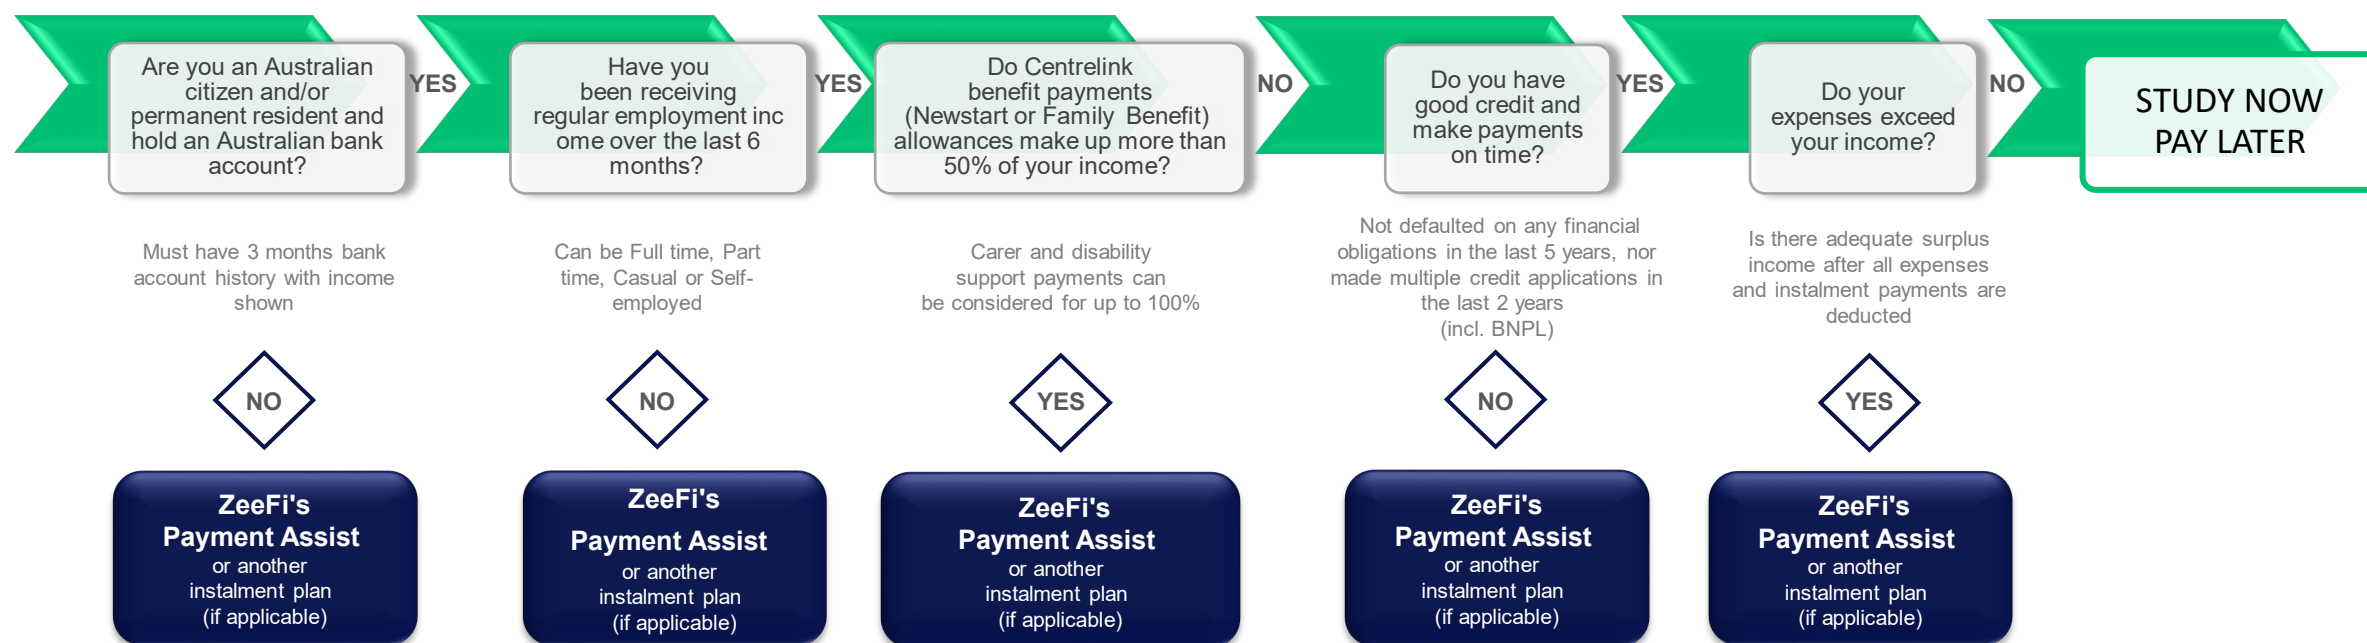 Are you an Australian
citizen and/or
permanent resident and
hold an Australian bank
account?
YES
Have you
been receiving
regular employment inc
ome over the last 6
months?
YES
Do Centrelink
benefit payments
(Newstart or Family Benefit)
allowances make up more than
50% of your income?
NO
Do you have
good credit and
make payments
on time?
YES
Do your
expenses exceed
your income?
NO
STUDY NOW
PAY LATER
Must have 3 months bank
account history with income
shown
Can be Full time, Part
time, Casual or Self-
employed
Carer and disability
support payments can
be considered for up to 100%
Not defaulted on any financial
obligations in the last 5 years, nor
made multiple credit applications in
the last 2 years
(incl. BNPL)
Is there adequate surplus
income after all expenses
and instalment payments are
deducted
NO
NO
YES
NO
YES
ZeeFi's
Payment Assist
or another
instalment plan
(if applicable)
ZeeFi's
Payment Assist
or another
instalment plan
(if applicable)
ZeeFi's
Payment Assist
or another
instalment plan
(if applicable)
ZeeFi's
Payment Assist
or another
instalment plan
(if applicable)
ZeeFi's
Payment Assist
or another
instalment plan
(if applicable)